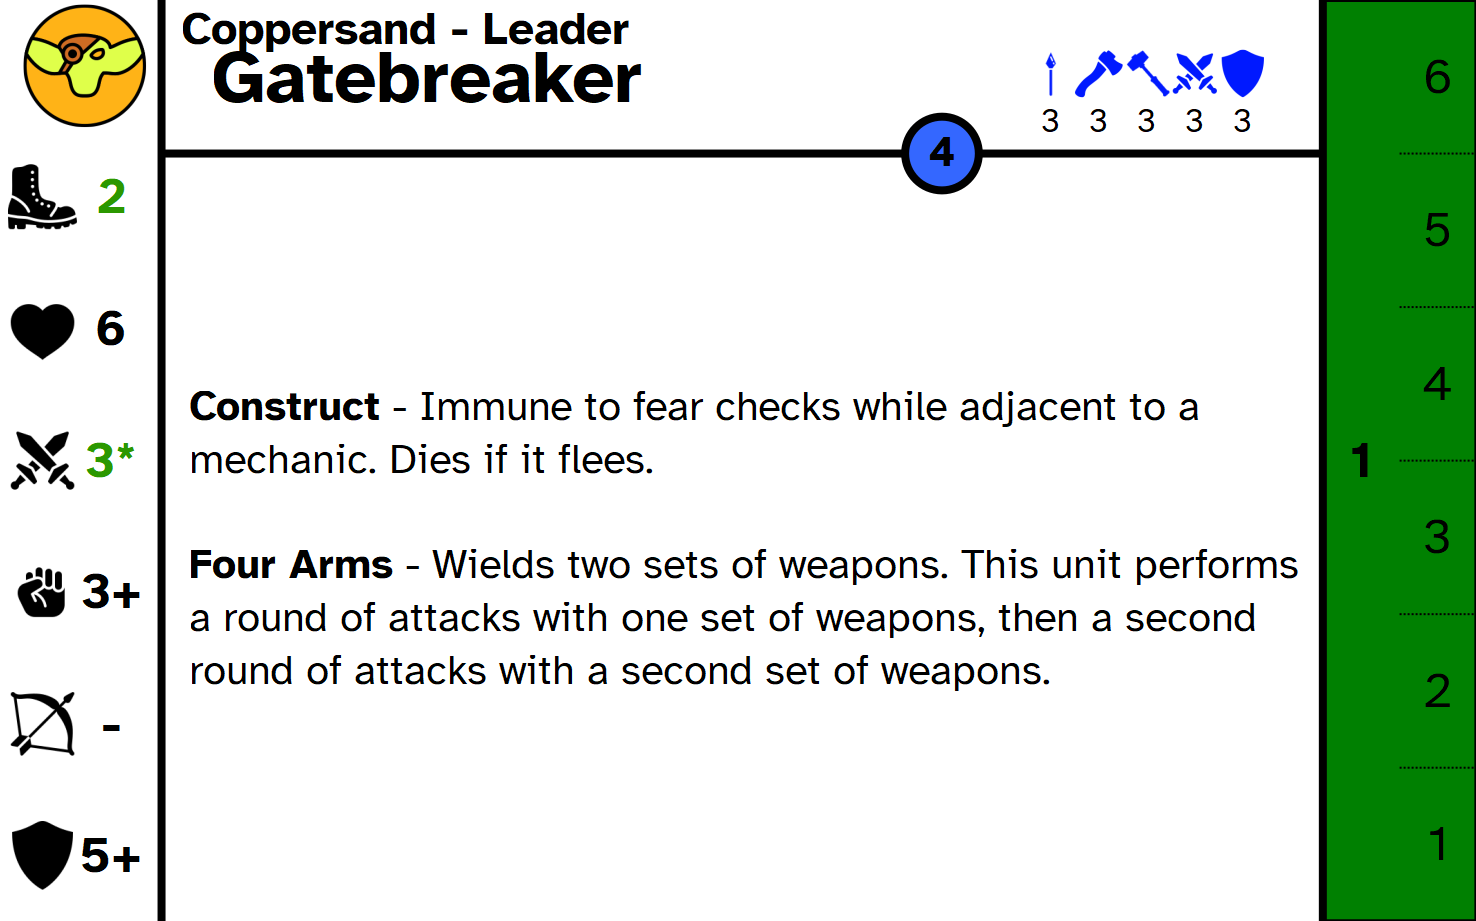 Coppersand - Leader
Gatebreaker
3 3 3 3 3
4
2
6
3*
3+
-
5+
Construct - Immune to fear checks while adjacent to a
mechanic. Dies if it flees.
Four Arms - Wields two sets of weapons. This unit performs
a round of attacks with one set of weapons, then a second
round of attacks with a second set of weapons.
1
6
5
4
3
2
1